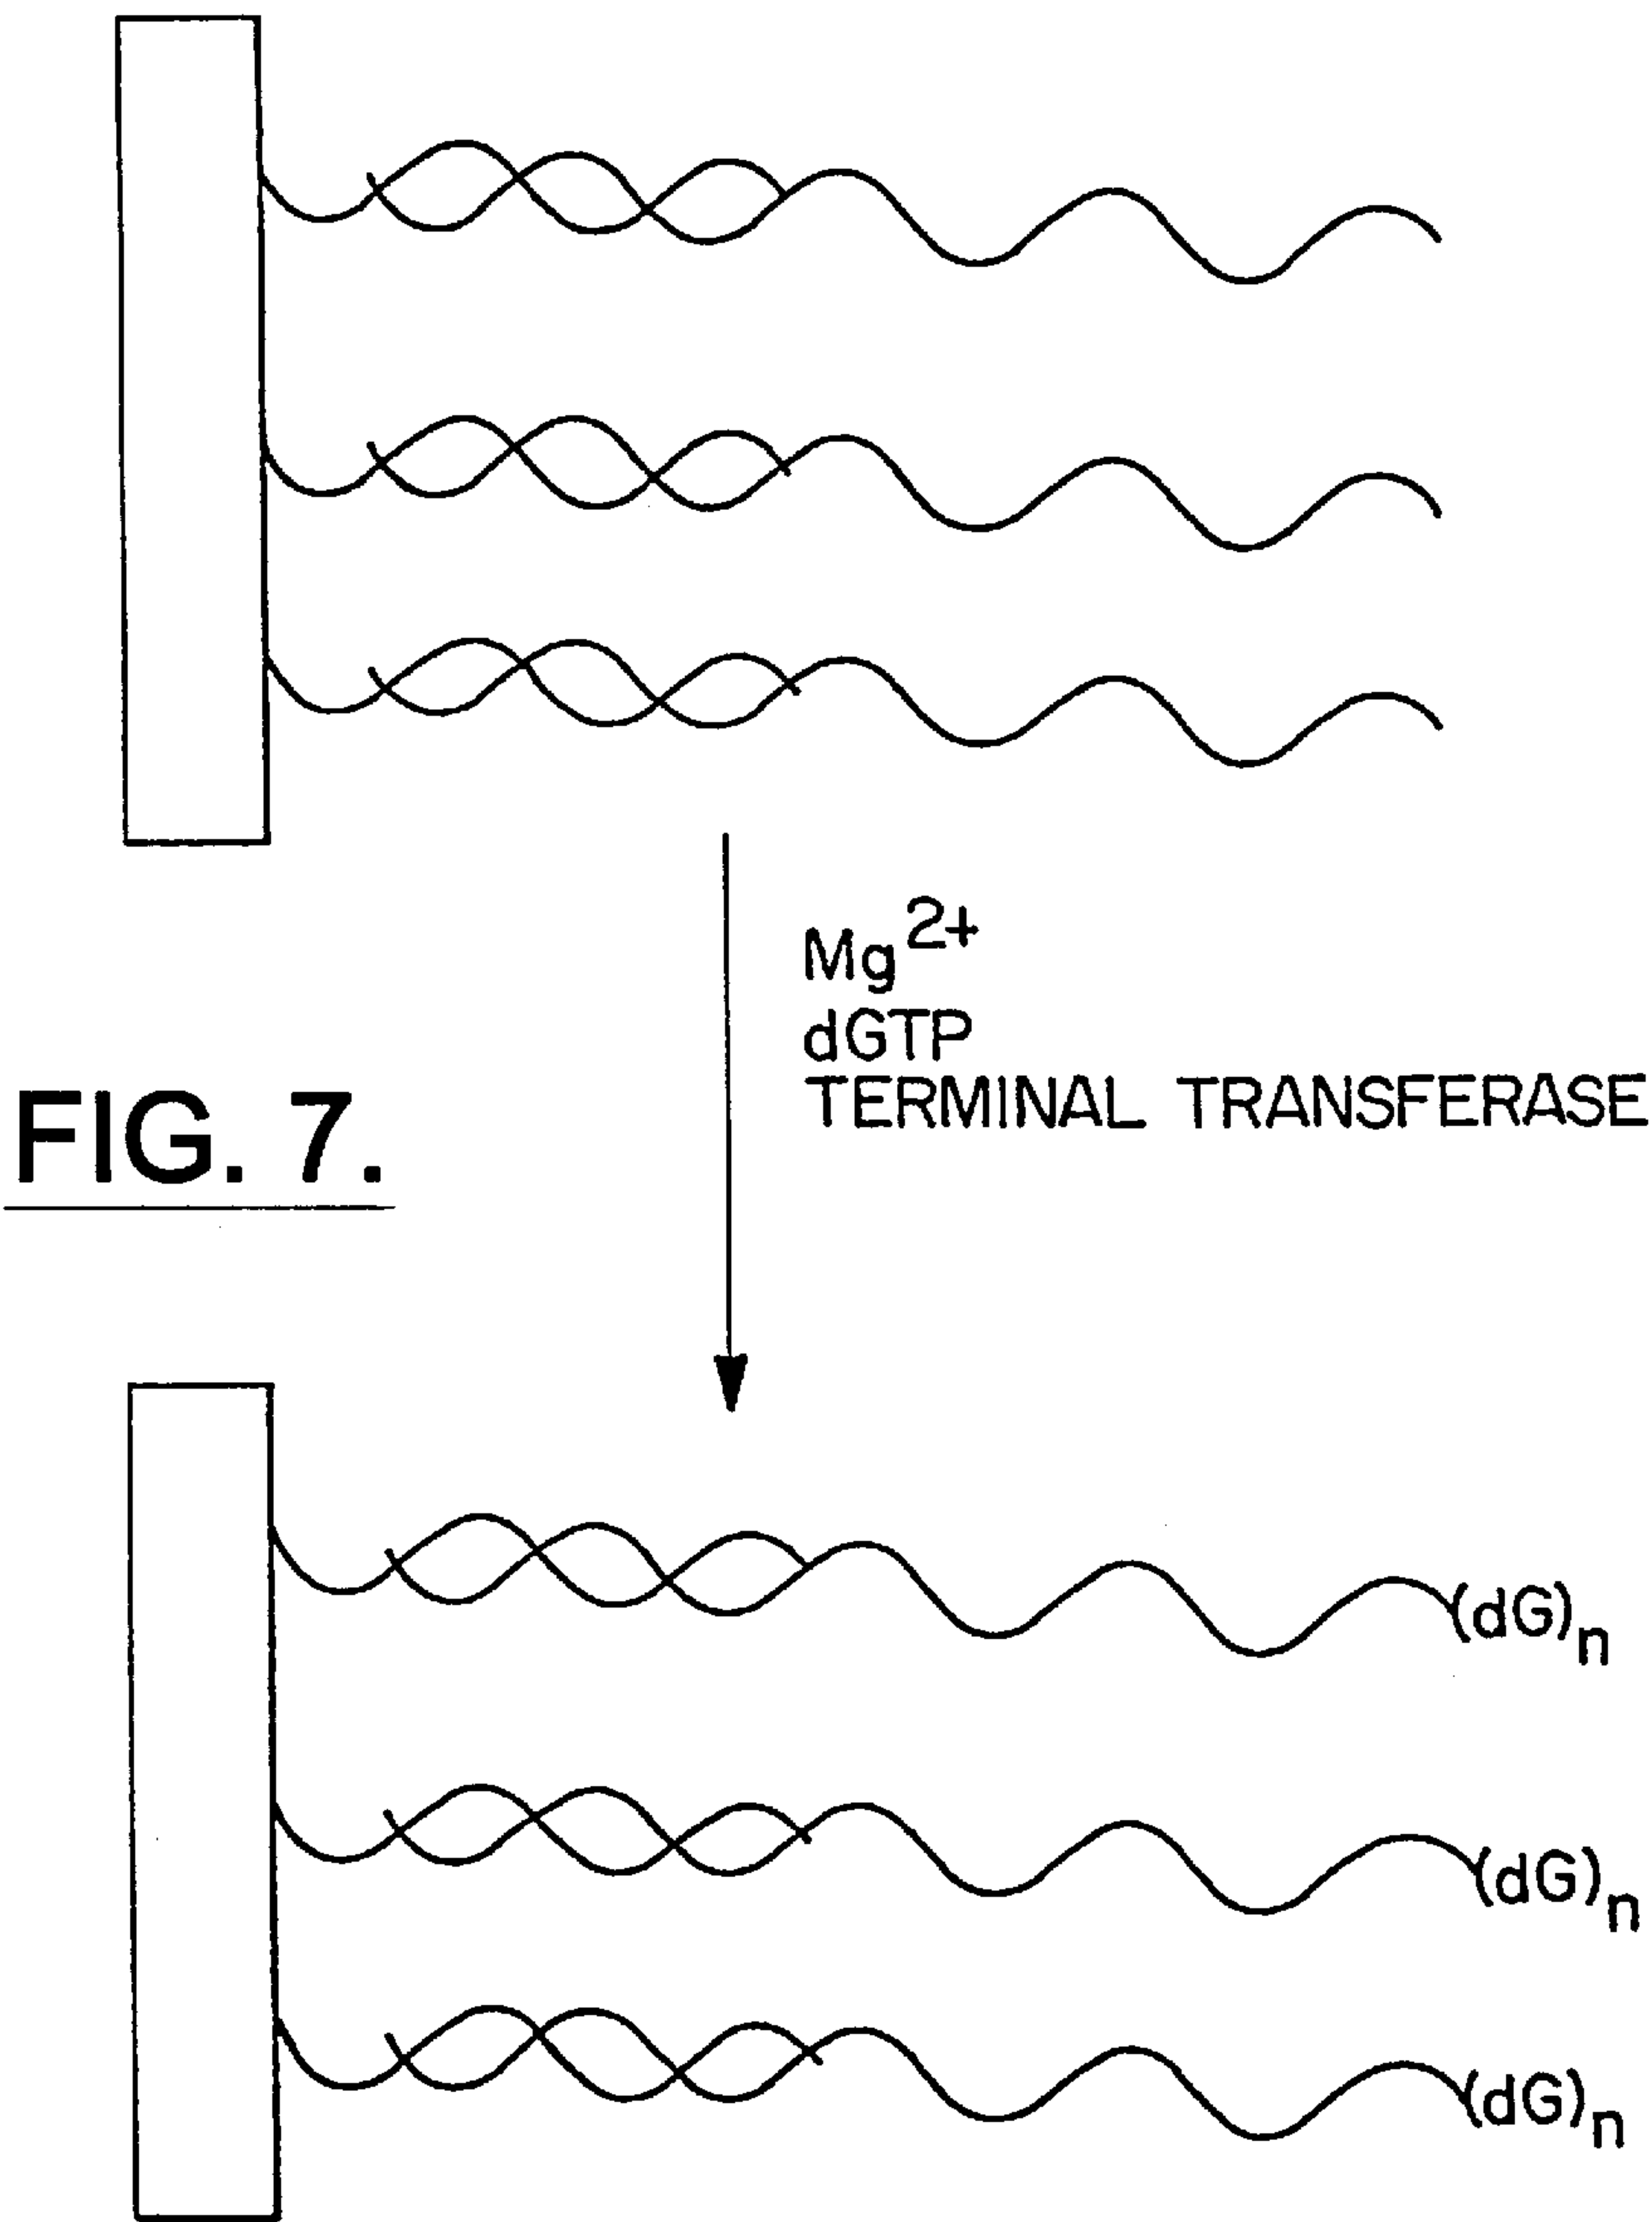 Mg2+
dGTP
TERMINAL TRANSFERASE
FIG. 7.
(dG)n
(dG)n
(dG)n